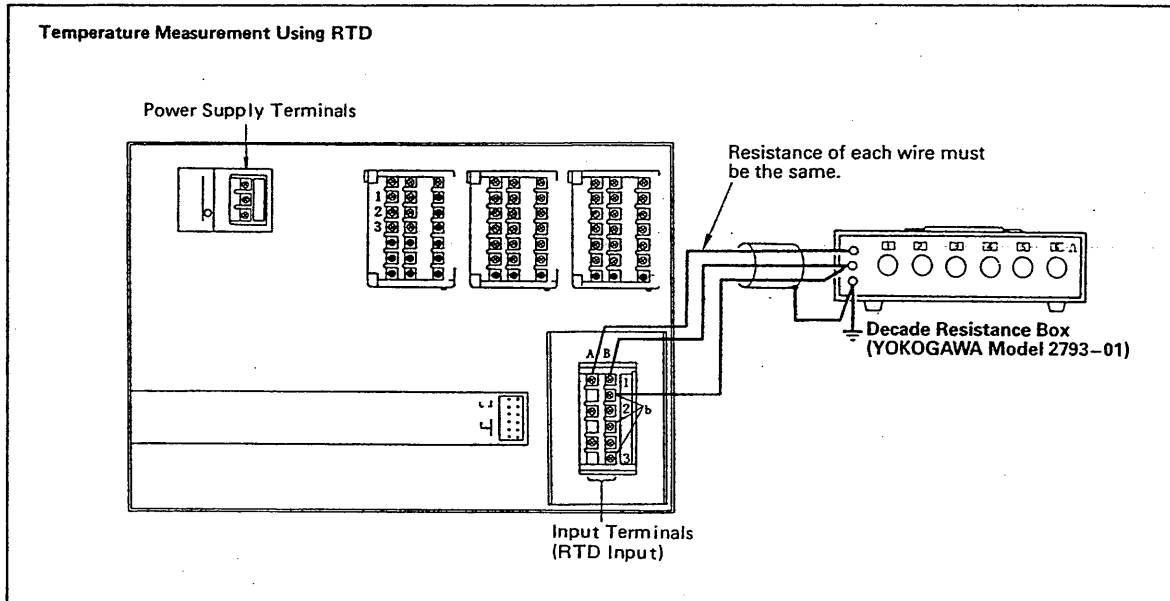 Temperature Measurement Using RTD
Power Supply Terminals
Resistance of each wire must
be the same.
1
2
3
Decade Resistance Box
(YOKOGAWA Model 2793-01)
A B
1
2
b
3
Input Terminals
(RTD Input)